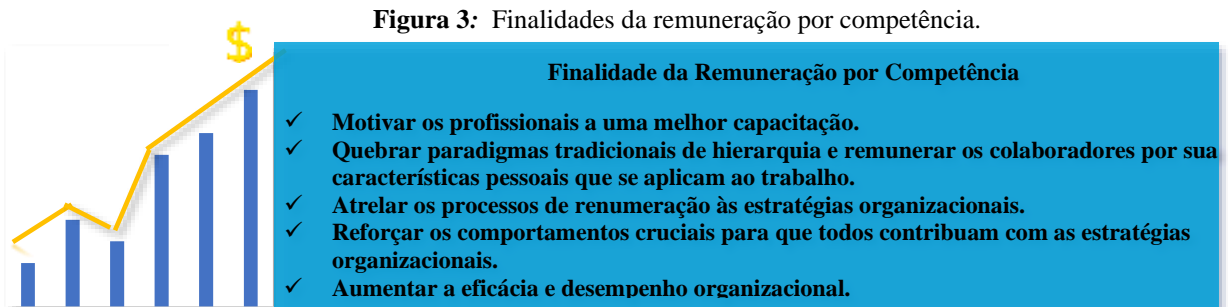 Figura 3: Finalidades da remuneração por competência.
$
Finalidade da Remuneração por Competência
✓ Motivar os profissionais a uma melhor capacitação.
✓ Quebrar paradigmas tradicionais de hierarquia e remunerar os colaboradores por sua
características pessoais que se aplicam ao trabalho.
✓ Atrelar os processos de renumeração às estratégias organizacionais.
✓ Reforçar os comportamentos cruciais para que todos contribuam com as estratégias
organizacionais.
✓ Aumentar a eficácia e desempenho organizacional.